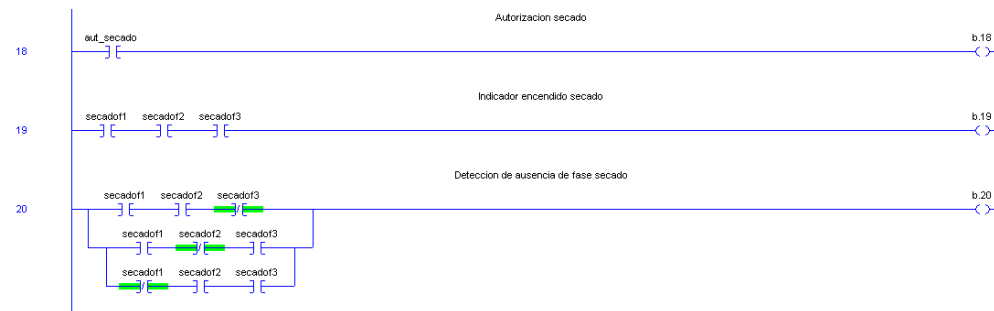 Autorizacion secado
aut_secado b.18
18
Indicador encendido secado
secadof1 secadof2 secadof3 b.19
19
Deteccion de ausencia de fase secado
secadof1 secadof2 secadof3 b.20
20
secadof1 secadof2 secadof3
secadof1 secadof2 secadof3